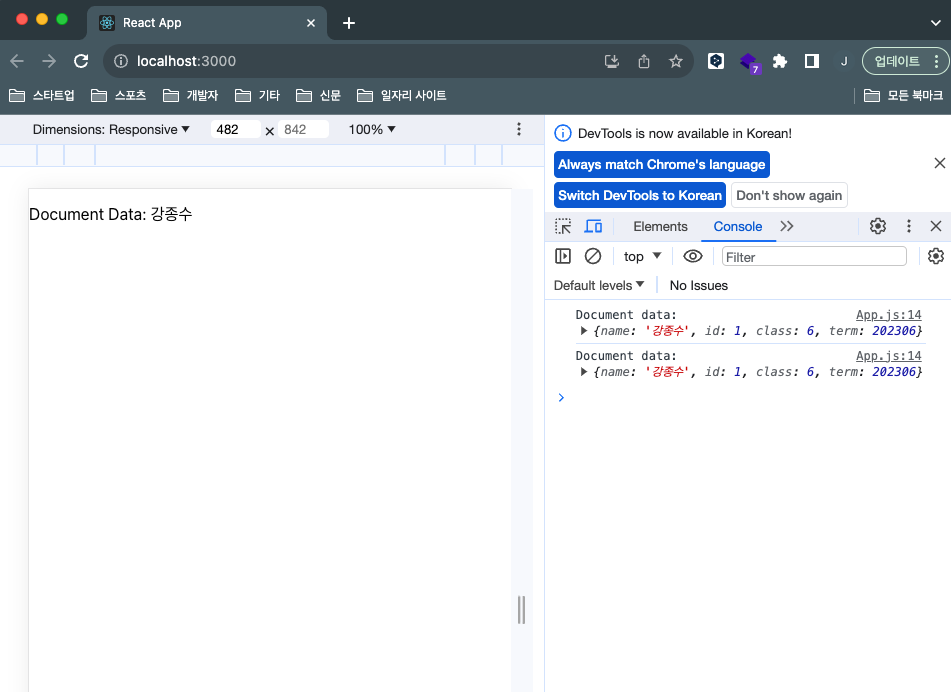 React App
localhost:3000
7
J
업데이트
스타트업
스포츠
개발자
기타
신문
일자리 사이트
모든 북마크
Dimensions: Responsive
482 × 842
100%
Document Data: 강종수
DevTools is now available in Korean!
Always match Chrome's language
Switch DevTools to Korean
Don't show again
Elements
Console
top
Filter
Default levels
No Issues
Document data: App.js:14
{name: '강종수', id: 1, class: 6, term: 202306}
Document data: App.js:14
{name: '강종수', id: 1, class: 6, term: 202306}